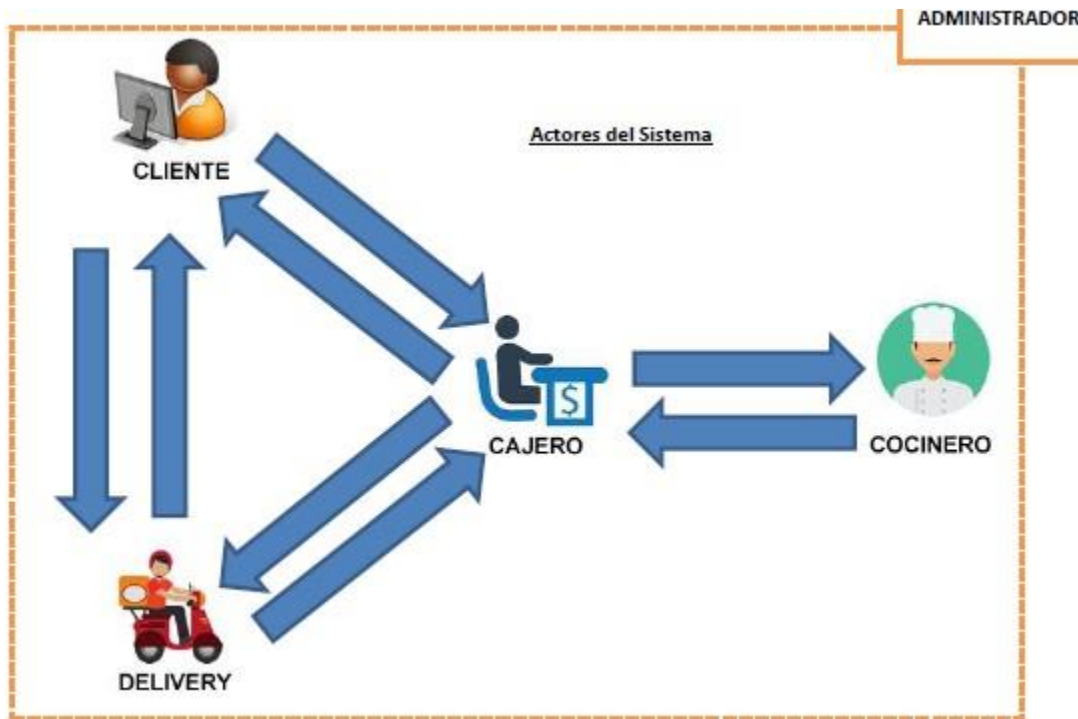 ADMINISTRADOR
Actores del Sistema
CLIENTE
$
CAJERO
COCINERO
DELIVERY